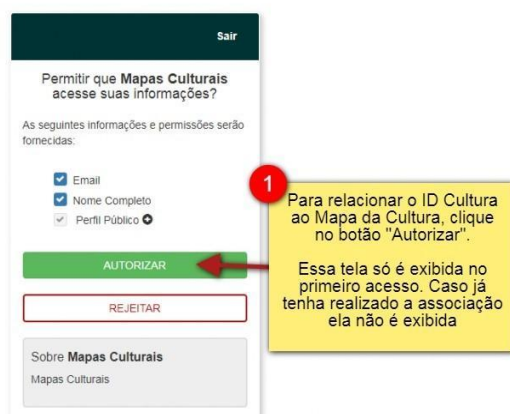 Sair
Permitir que Mapas Culturais
acesse suas informações?
As seguintes informações e permissões serão
fornecidas:
Email
Nome Completo
Perfil Público
AUTORIZAR
REJEITAR
Sobre Mapas Culturais
Mapas Culturais
1
Para relacionar o ID Cultura
ao Mapa da Cultura, clique
no botão "Autorizar".
Essa tela só é exibida no
primeiro acesso. Caso já
tenha realizado a associação
ela não é exibida